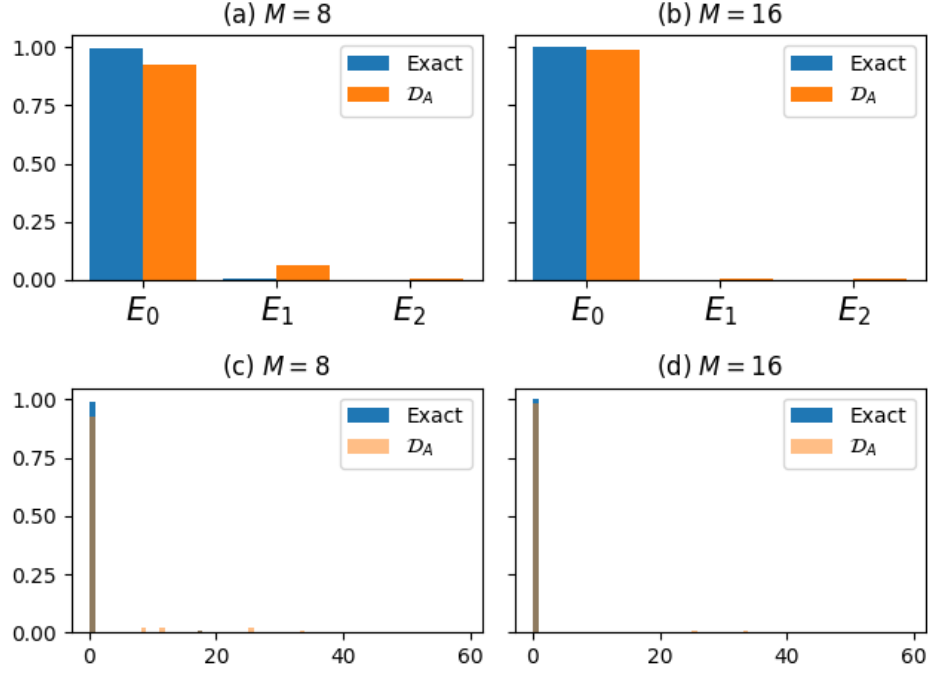 (a) M = 8
(b) M = 16
1.00
0.75
0.50
0.25
0.00
Exact
𝒟_A
Exact
𝒟_A
E_0
E_1
E_2
E_0
E_1
E_2
(c) M = 8
(d) M = 16
1.00
0.75
0.50
0.25
0.00
Exact
𝒟_A
Exact
𝒟_A
0
20
40
60
0
20
40
60